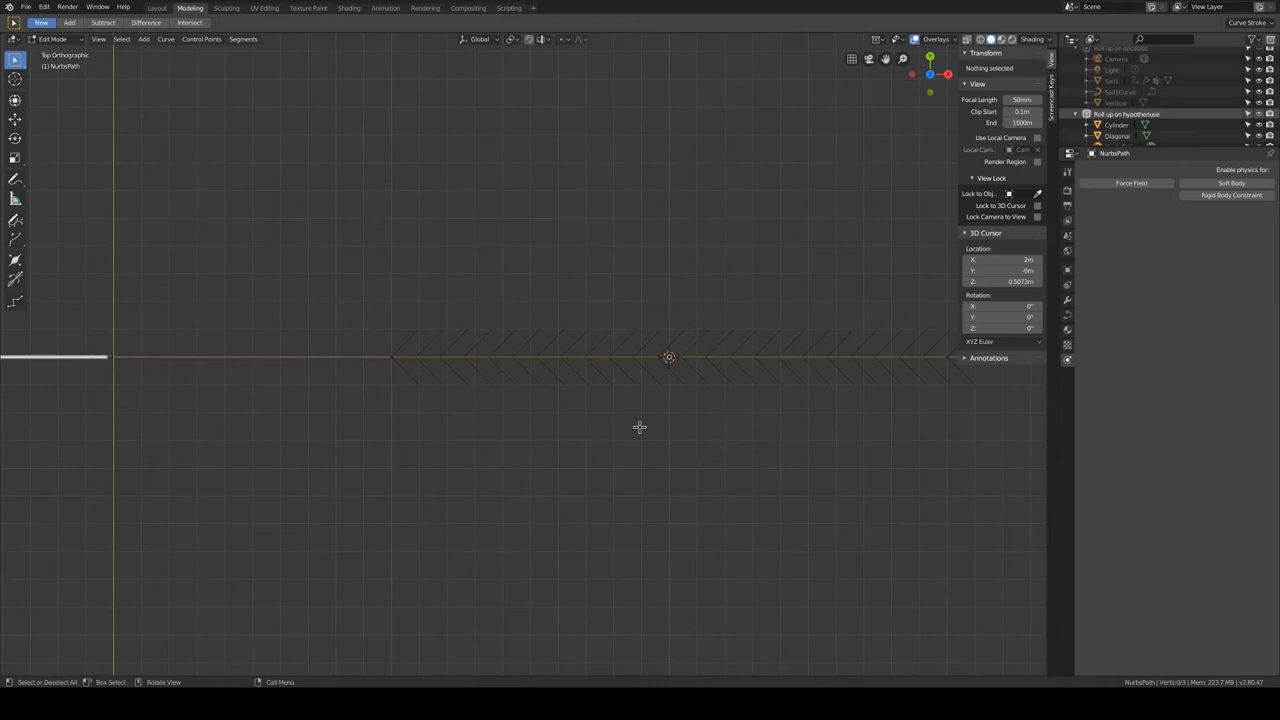 File Edit Render Window Help Layout Modeling Sculpting UV Editing Texture Paint Shading Animation Rendering Compositing Scripting + Scene View Layer
New Add Subtract Difference Intersect Curve Stroke
Edit Mode View Select Add Curve Control Points Segments Global Overlays Shading
Top Orthographic
(1) NurbsPath
Transform
Nothing selected
View
Focal Length 50mm
Clip Start 0.1m
End 1000m
Use Local Camera
Local Cam.. Cam
Render Region
View Lock
Lock to Obj..
Lock to 3D Cursor
Lock Camera to View
3D Cursor
Location:
X: 2m
Y: -0m
Z: 0.5073m
Rotation:
X: 0°
Y: 0°
Z: 0°
XYZ Euler
Annotations
View
Screencast Keys
Y
X
Z
Camera
Light
Vertical
Roll up on hypothenuse
Cylinder
Diagonal
NurbsPath
Enable physics for:
Force Field Soft Body
Rigid Body Constraint
Select or Deselect All Box Select Rotate View Call Menu NurbsPath | Verts:0/3 | Mem: 223.7 MB | v2.80.47